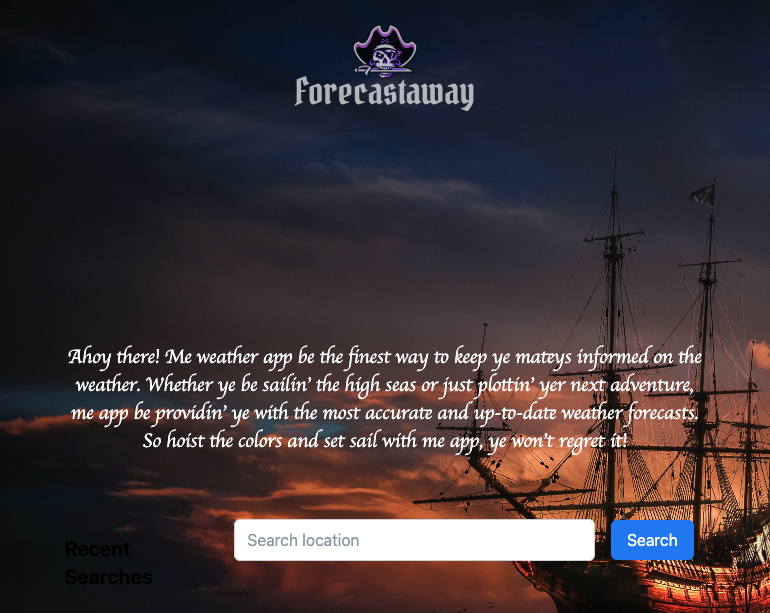 Forecastaway
Ahoy there! Me weather app be the finest way to keep ye mateys informed on the
weather. Whether ye be sailin' the high seas or just plottin' yer next adventure,
me app be providin' ye with the most accurate and up-to-date weather forecasts.
So hoist the colors and set sail with me app, ye won't regret it!
Search location
Search
Recent
Searches